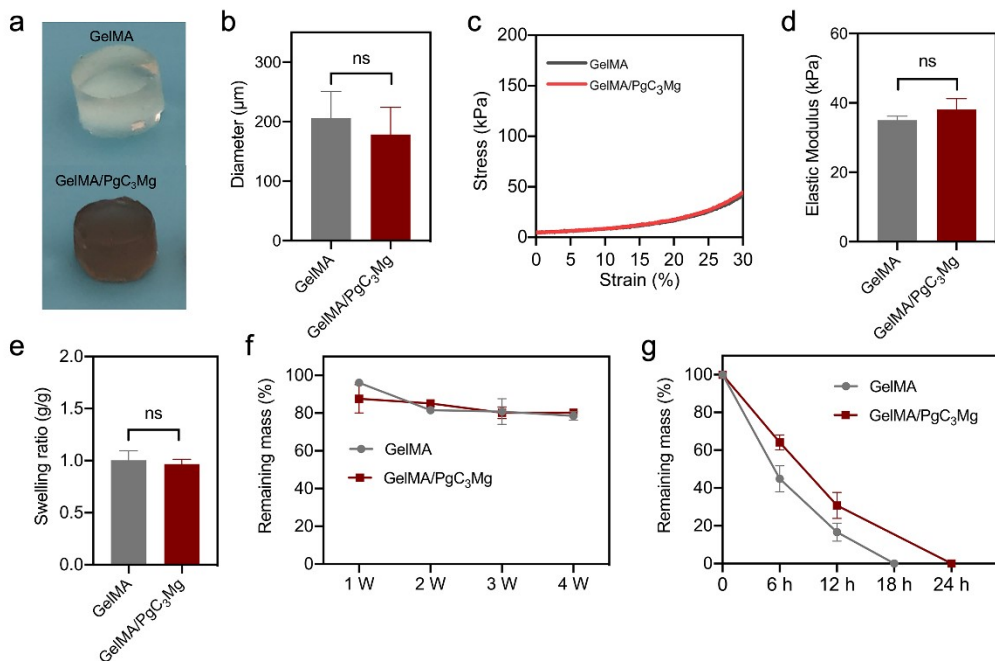 a
GelMA
GelMA/PgC₃Mg
b
Diameter (μm)
300
200
100
0
ns
GelMA
GelMA/PgC₃Mg
c
Stress (kPa)
200
150
100
50
0
GelMA
GelMA/PgC₃Mg
0 5 10 15 20 25 30
Strain (%)
d
Elastic Modulus (kPa)
60
40
20
0
ns
GelMA
GelMA/PgC₃Mg
e
Swelling ratio (g/g)
2.0
1.5
1.0
0.5
0.0
ns
GelMA
GelMA/PgC₃Mg
f
Remaining mass (%)
100
80
60
40
20
0
GelMA
GelMA/PgC₃Mg
1 W 2 W 3 W 4 W
g
Remaining mass (%)
100
80
60
40
20
0
GelMA
GelMA/PgC₃Mg
0 6 h 12 h 18 h 24 h